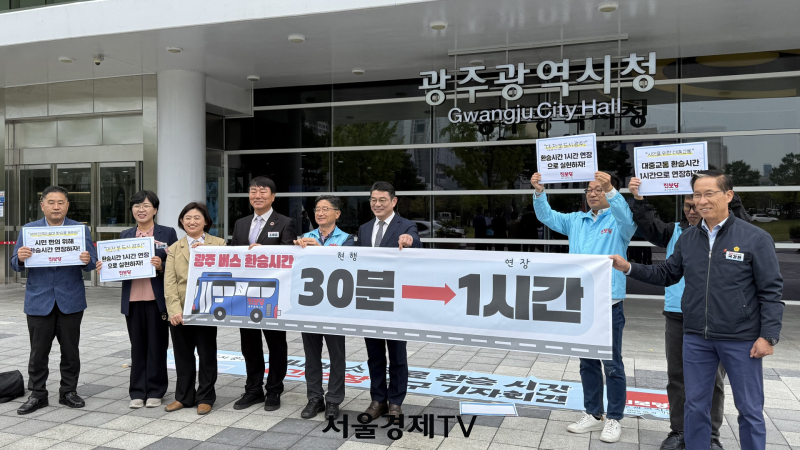 광주광역시청
Gwangju City Hall
환승시간 1시간 연장
으로 실현하자!
진보당
대중교통 환승시간
1시간으로 연장하자!
진보당
시민 편의 위해
환승시간 연장하자!
환승시간 1시간 연장
으로 실현하자!
진보당
광주 버스 환승시간
현행
30분
연장
1시간
환승 시간
기자회견
서울경제TV